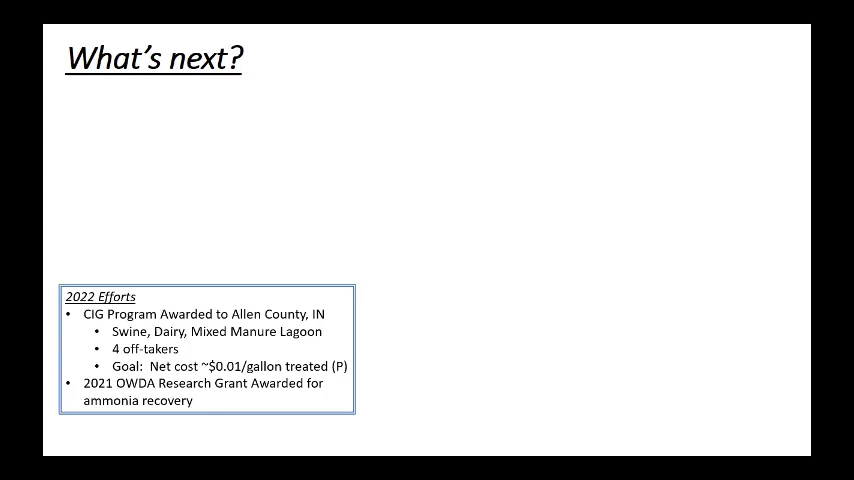 What's next?
2022 Efforts
• CIG Program Awarded to Allen County, IN
• Swine, Dairy, Mixed Manure Lagoon
• 4 off-takers
• Goal: Net cost ~$0.01/gallon treated (P)
• 2021 OWDA Research Grant Awarded for
ammonia recovery